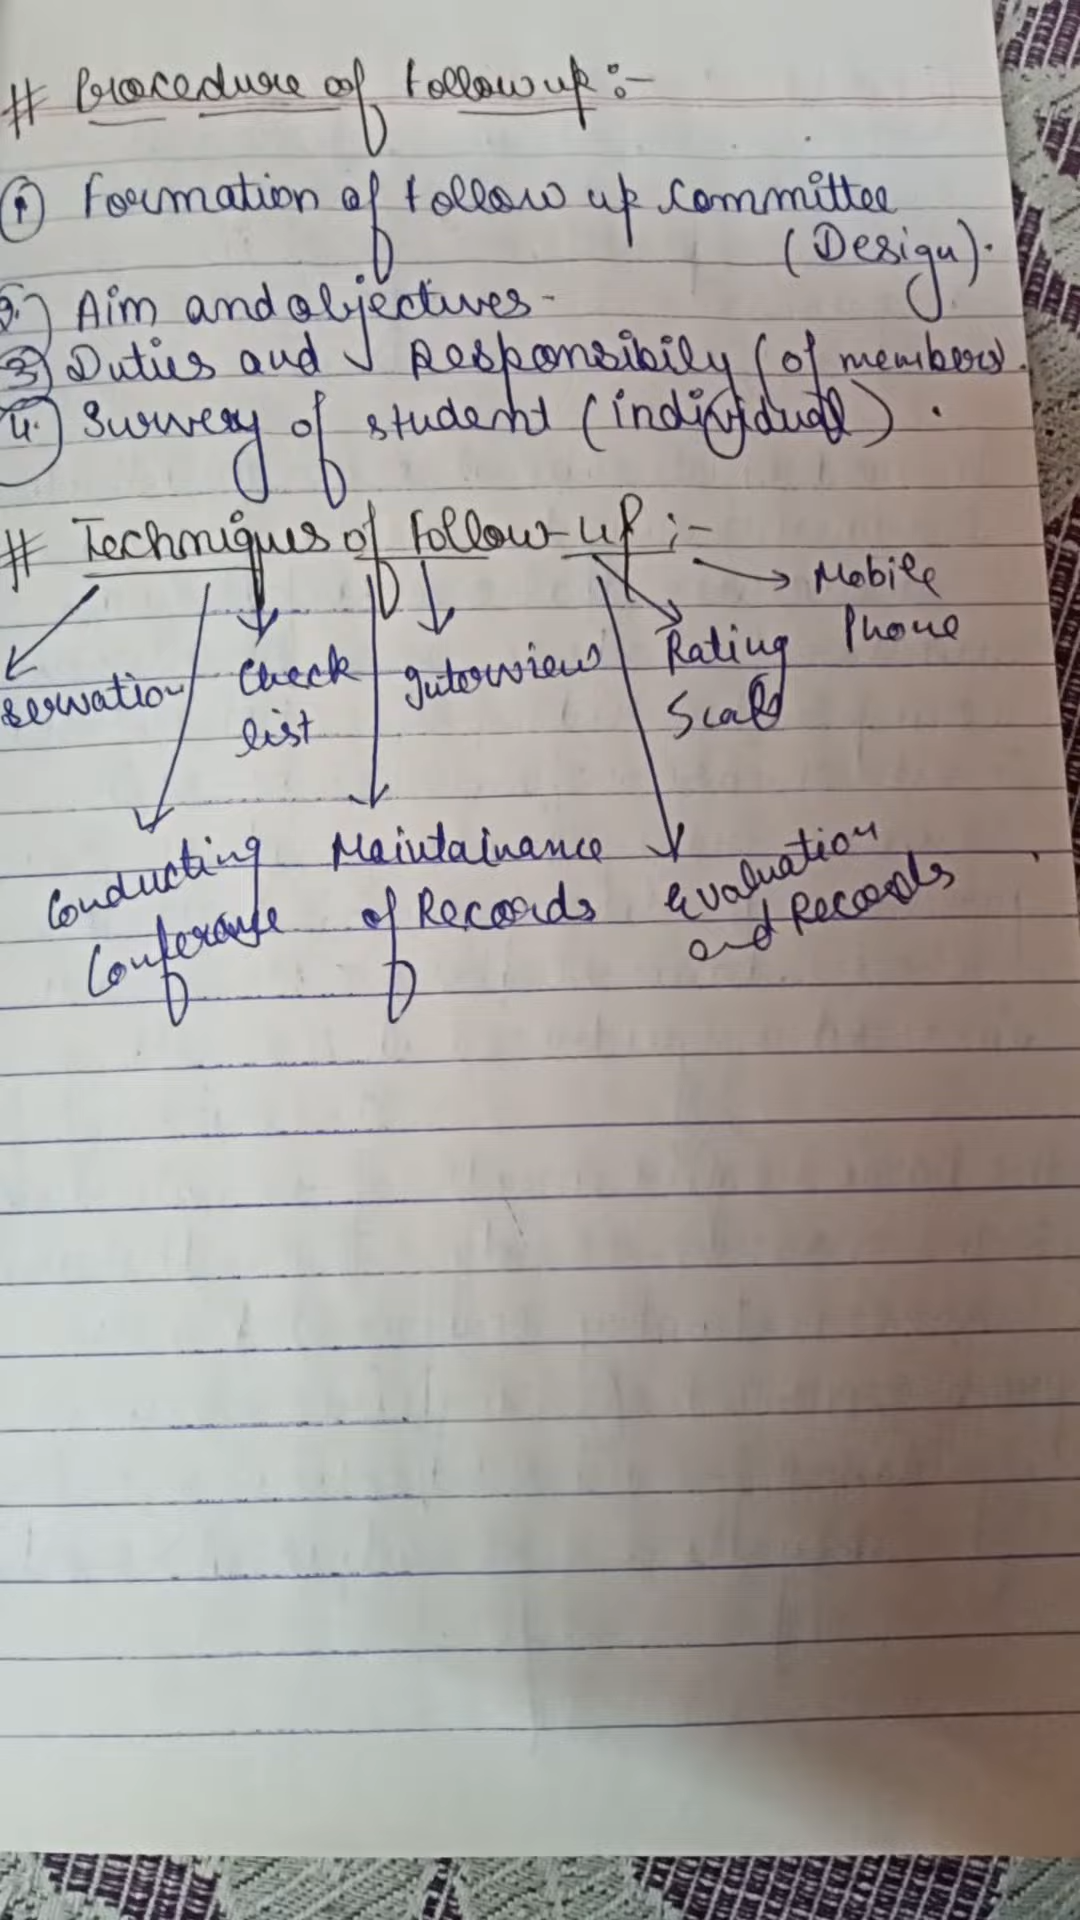 # Procedure of Follow up :-
1 Formation of Follow up Committee
(Design).
2.) Aim and objectives -
3) Duties and Responsibily (of members.
4.) Survey of student (individual) .
# Techniques of Follow-up :-
Mobile
Phone
servation
Check
list
Interview
Rating
Scale
Conducting
Conference
Maintainance
of Records
Evaluation
and Records